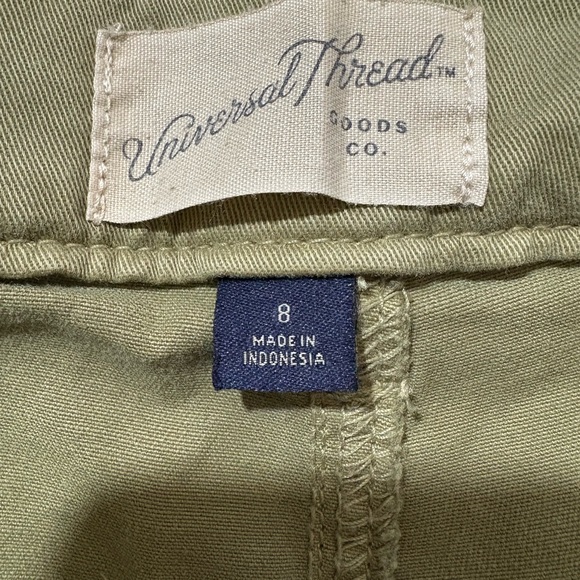 Universal Thread™
GOODS
CO.
8
MADE IN
INDONESIA